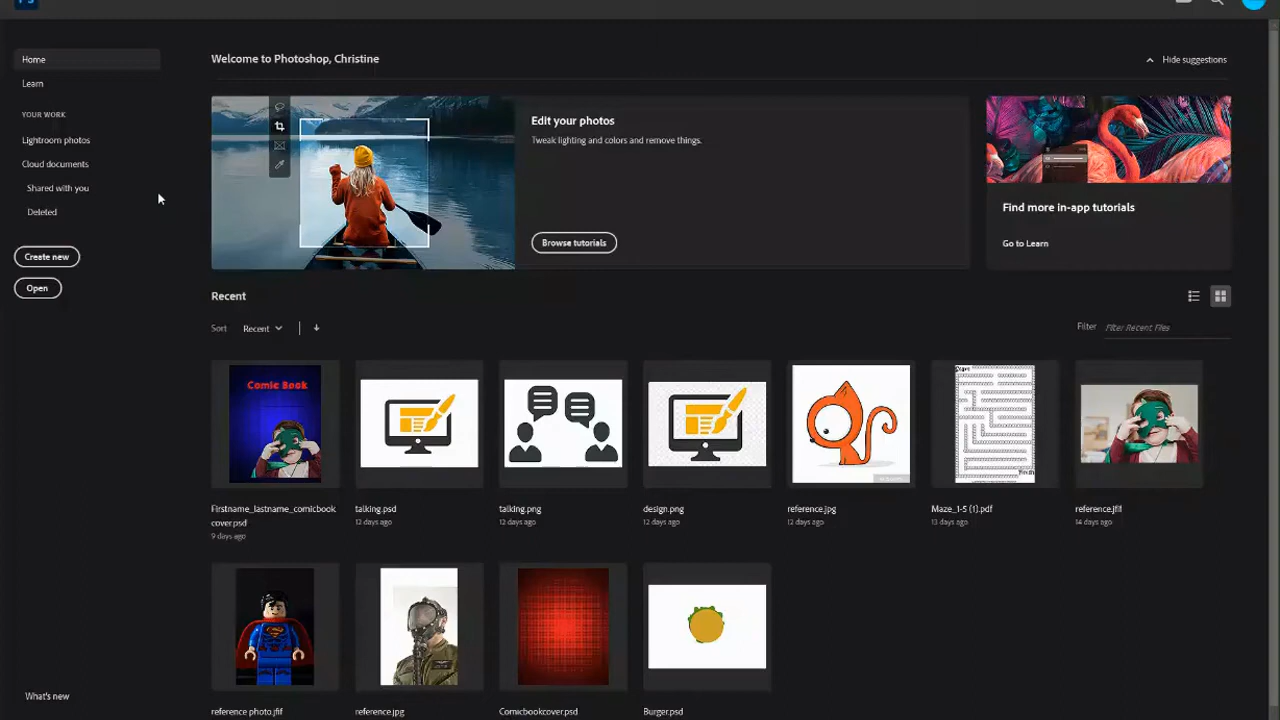 Home
Learn
YOUR WORK
Lightroom photos
Cloud documents
Shared with you
Deleted
Create new
Open
What's new
Welcome to Photoshop, Christine
Hide suggestions
Edit your photos
Tweak lighting and colors and remove things.
Browse tutorials
Find more in-app tutorials
Go to Learn
Recent
Sort Recent
Filter Filter Recent Files
Comic Book
Start
Finish
Firstname_lastname_comicbook
cover.psd
9 days ago
talking.psd
12 days ago
talking.png
12 days ago
design.png
12 days ago
reference.jpg
12 days ago
Maze_1-5 (1).pdf
13 days ago
reference.jfif
14 days ago
reference photo.jfif
reference.jpg
Comicbookcover.psd
Burger.psd